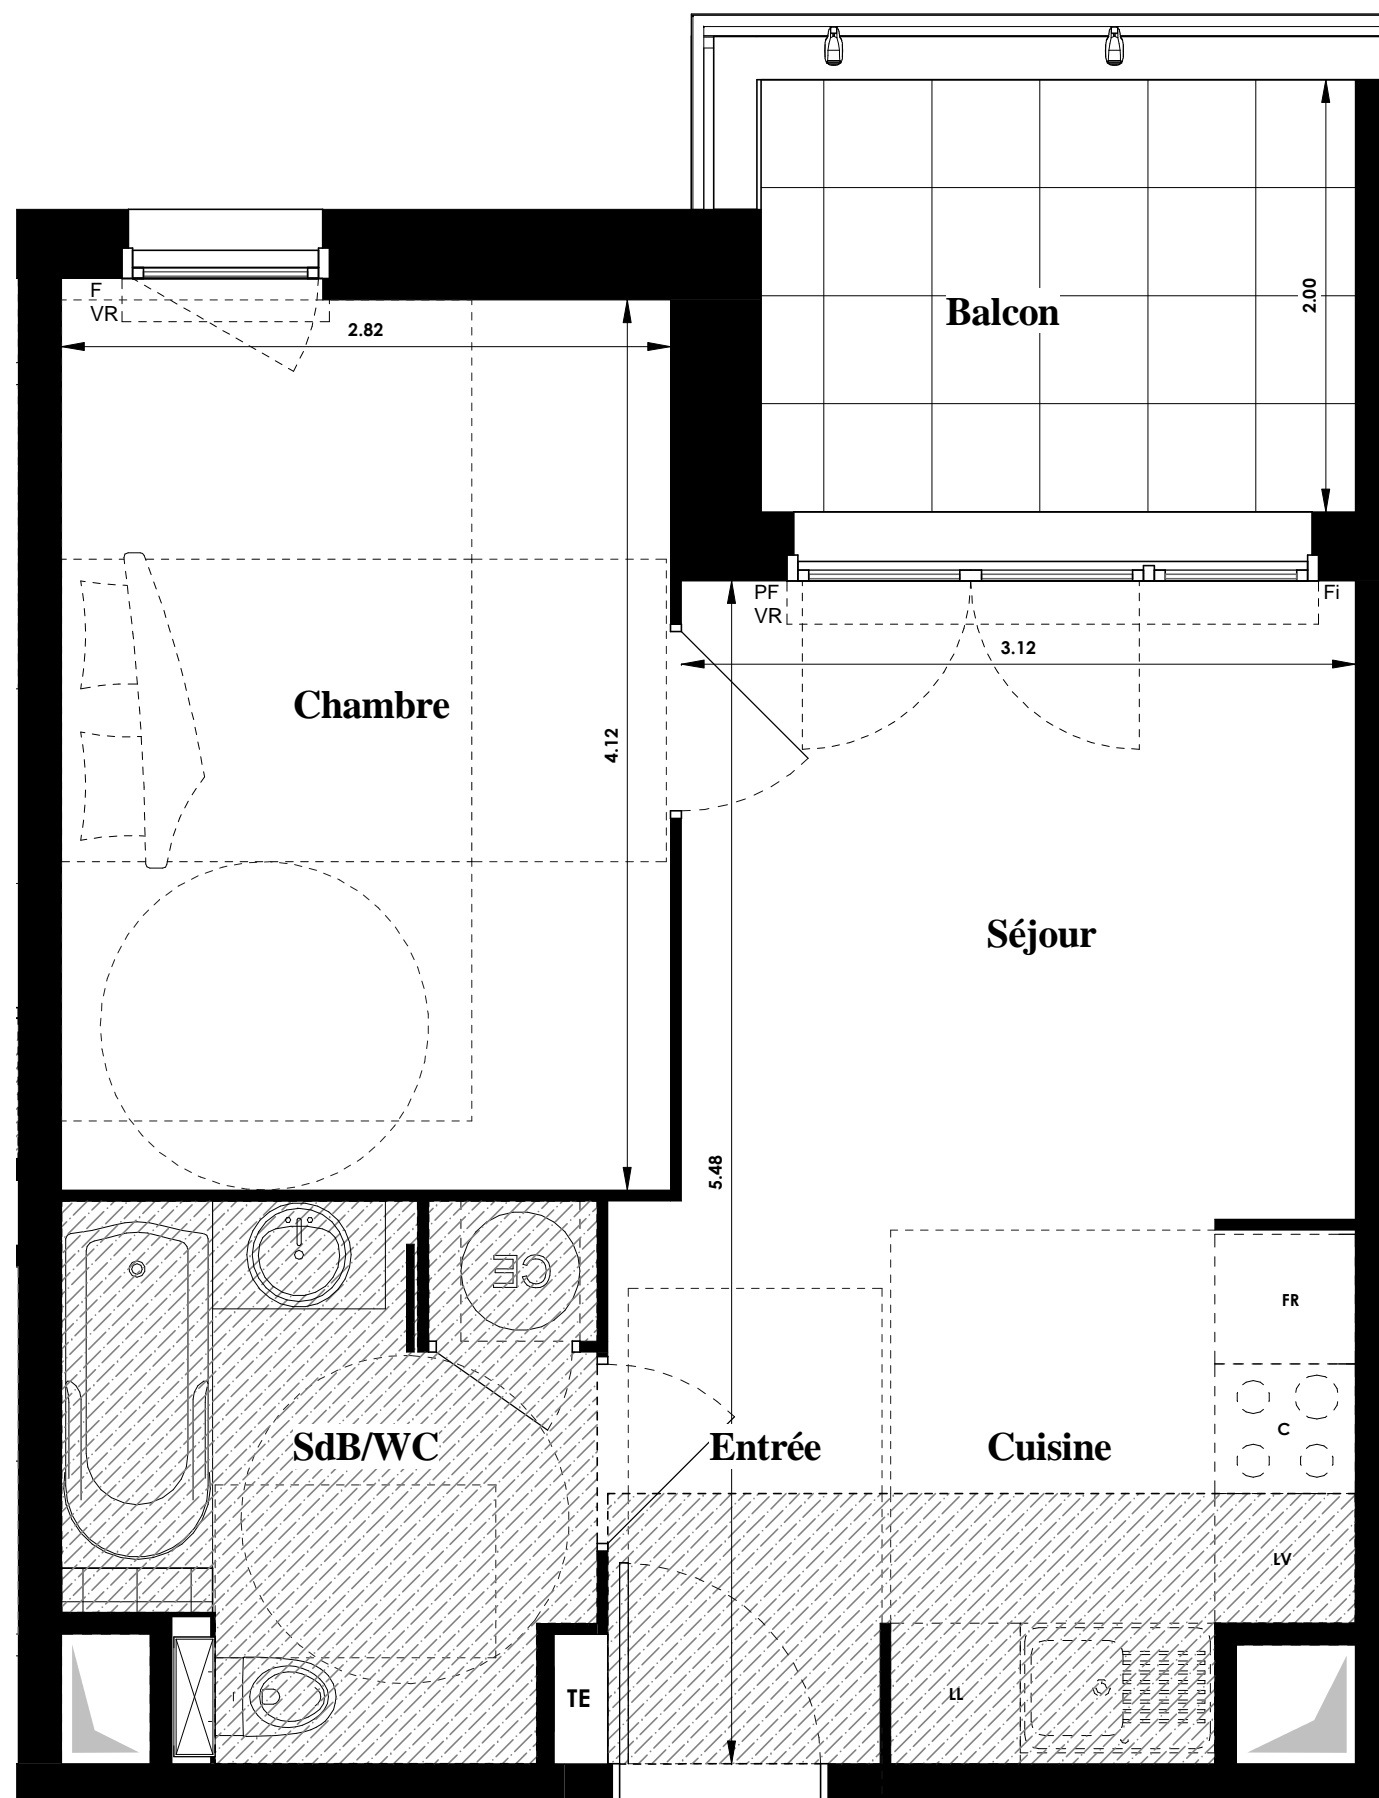 F
VR
2.82
Balcon
2.00
PF
VR
Fi
3.12
Chambre
4.12
Séjour
5.48
CE
FR
C
SdB/WC
Entrée
Cuisine
LV
TE
LL